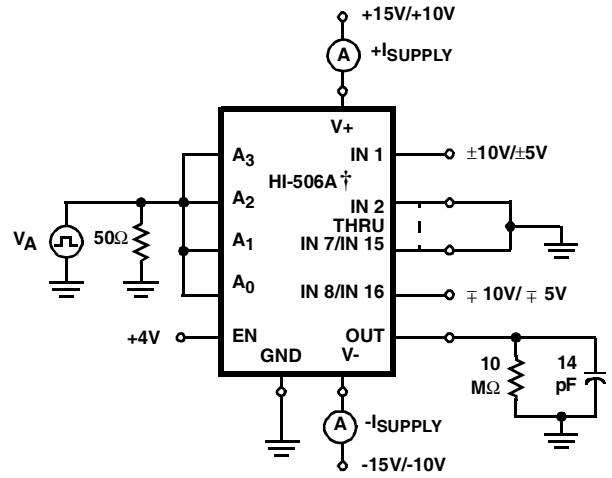 +15V/+10V
A
+ISUPPLY
V+
A3
IN 1
±10V/±5V
HI-506A†
A2
IN 2
THRU
VA
50Ω
A1
IN 7/IN 15
A0
IN 8/IN 16
∓ 10V/ ∓ 5V
+4V
EN
OUT
GND
V-
10
MΩ
14
pF
A
-ISUPPLY
-15V/-10V